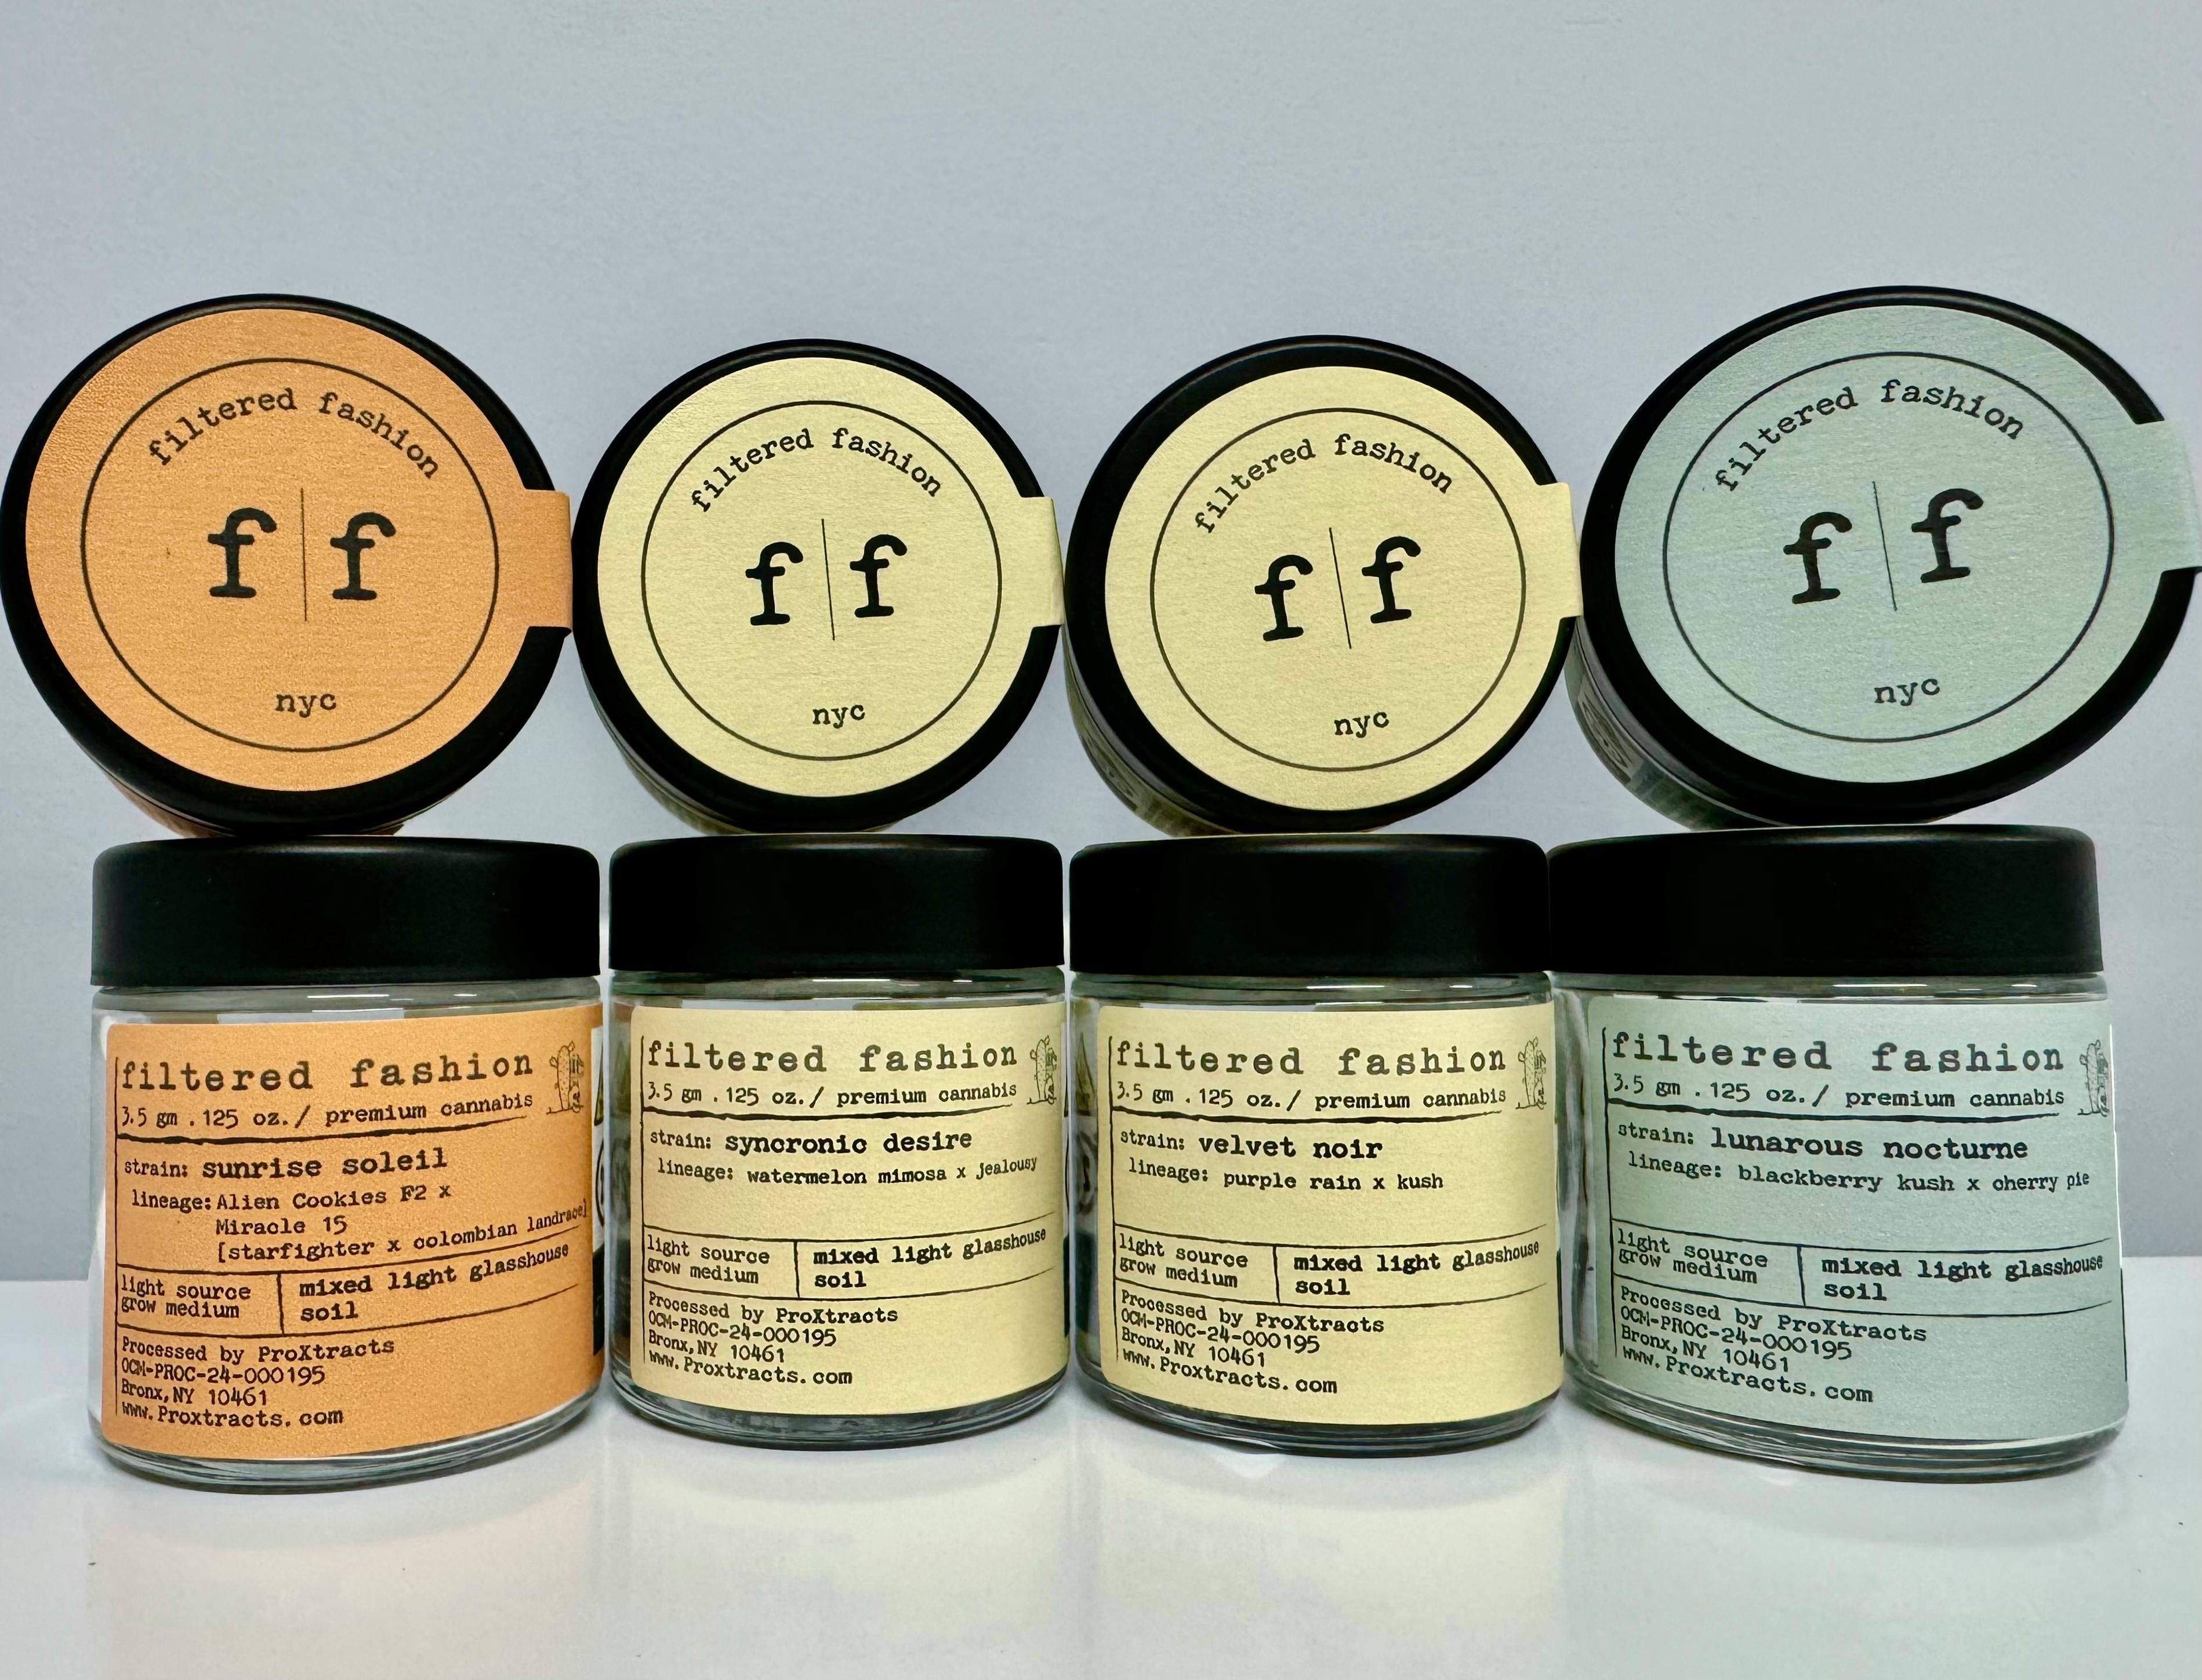 filtered fashion
f | f
nyc
filtered fashion
f | f
nyc
filtered fashion
f | f
nyc
filtered fashion
f | f
nyc
filtered fashion
3.5 gm .125 oz./ premium cannabis
strain: sunrise soleil
lineage: Alien Cookies F2 x
Miracle 15
[starfighter x colombian landrace]
light source mixed light glasshouse
grow medium soil
Processed by ProXtracts
OCM-PROC-24-000195
Bronx, NY 10461
www.Proxtracts.com
filtered fashion
3.5 gm .125 oz./ premium cannabis
strain: syncronic desire
lineage: watermelon mimosa x jealousy
light source mixed light glasshouse
grow medium soil
Processed by ProXtracts
OCM-PROC-24-000195
Bronx, NY 10461
www.Proxtracts.com
filtered fashion
3.5 gm .125 oz./ premium cannabis
strain: velvet noir
lineage: purple rain x kush
light source mixed light glasshouse
grow medium soil
Processed by ProXtracts
OCM-PROC-24-000195
Bronx, NY 10461
www.Proxtracts.com
filtered fashion
3.5 gm .125 oz./ premium cannabis
strain: lunarous nocturne
lineage: blackberry kush x cherry pie
light source mixed light glasshouse
grow medium soil
Processed by ProXtracts
OCM-PROC-24-000195
Bronx, NY 10461
www.Proxtracts.com